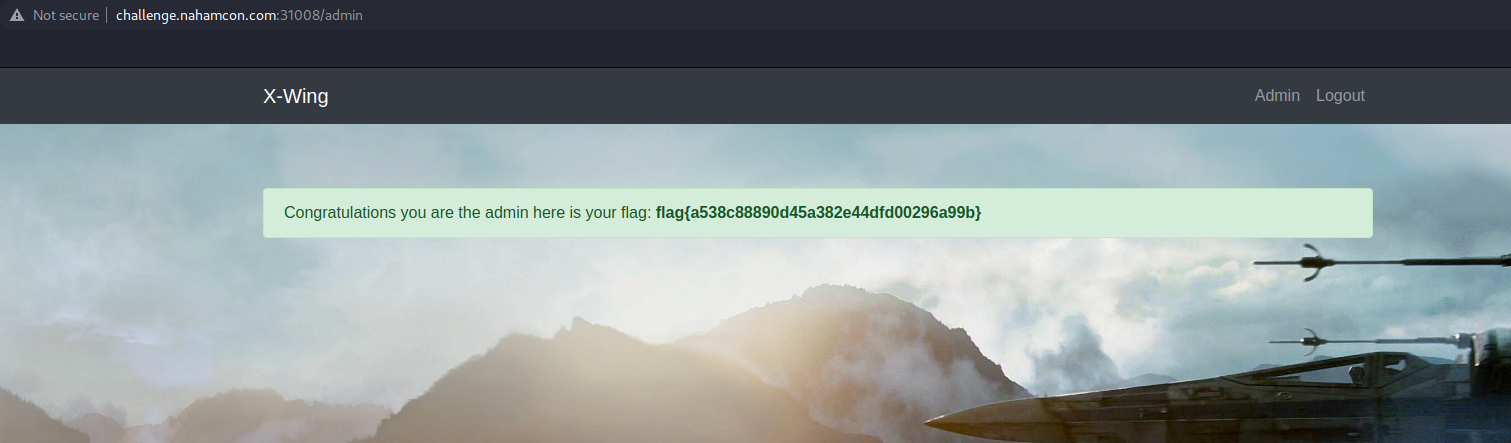 Not secure challenge.nahamcon.com:31008/admin
X-Wing Admin Logout
Congratulations you are the admin here is your flag: flag{a538c88890d45a382e44dfd00296a99b}